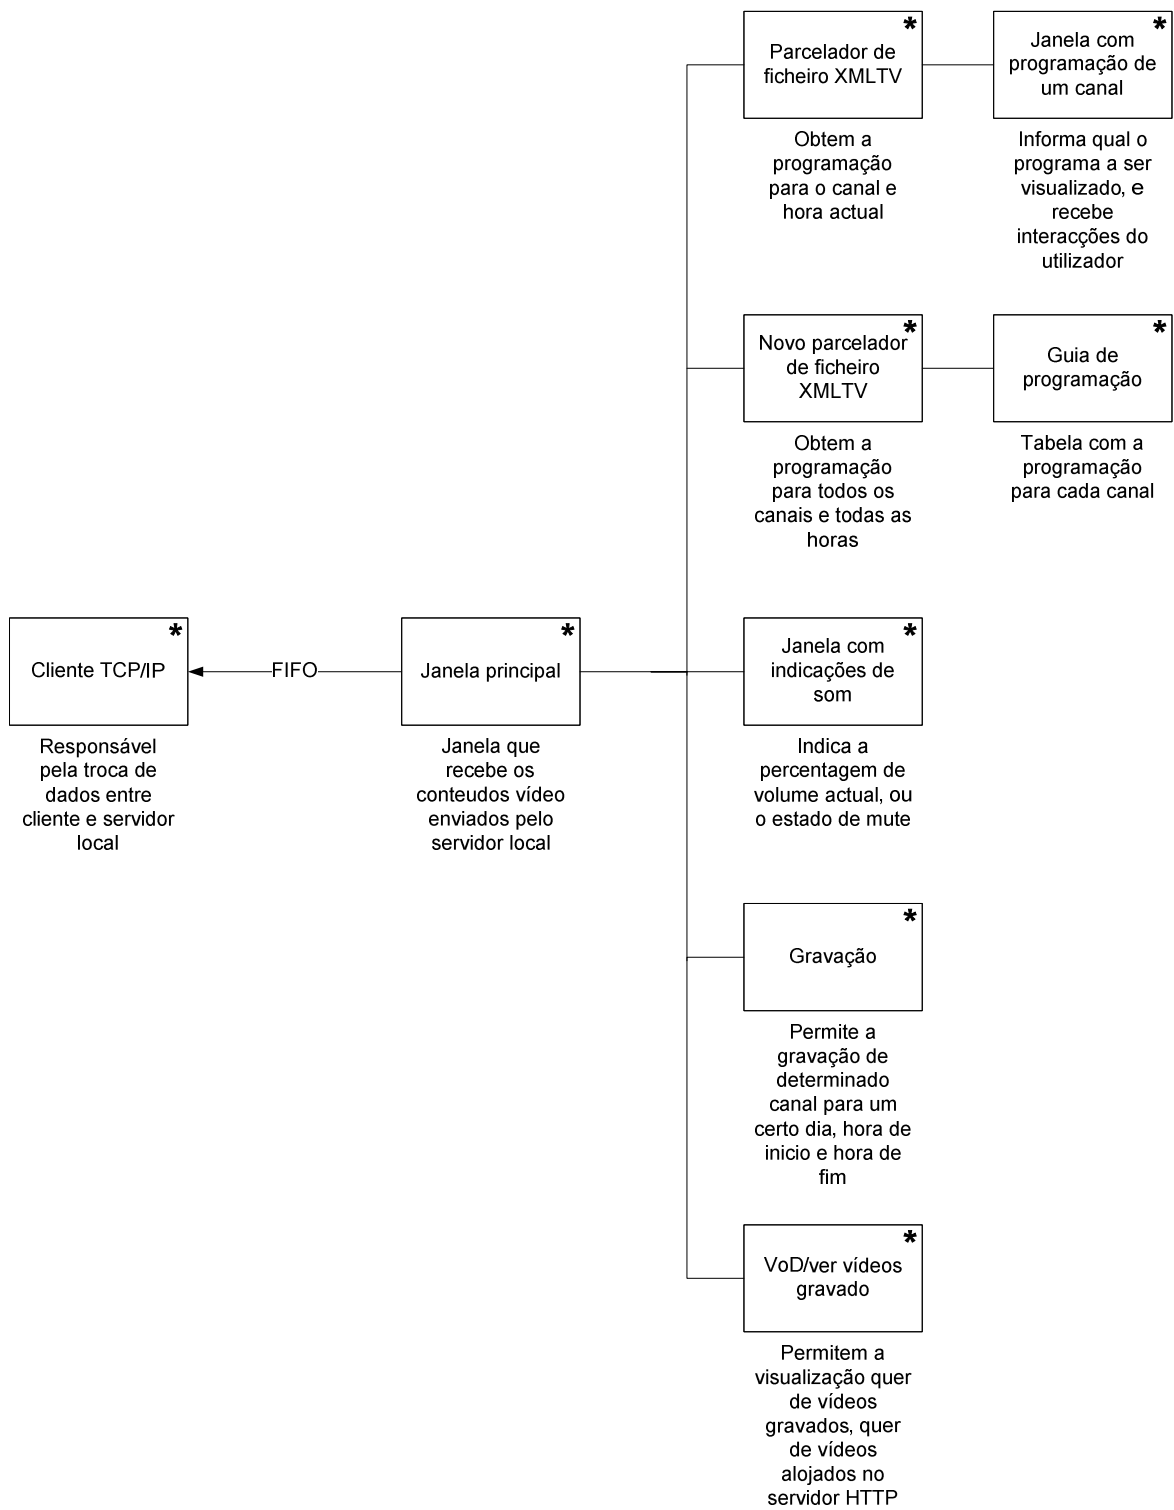 *
Parcelador de
ficheiro XMLTV
Obtem a
programação
para o canal e
hora actual
*
Janela com
programação de
um canal
Informa qual o
programa a ser
visualizado, e
recebe
interacções do
utilizador
*
Novo parcelador
de ficheiro
XMLTV
Obtem a
programação
para todos os
canais e todas as
horas
*
Guia de
programação
Tabela com a
programação
para cada canal
*
Cliente TCP/IP
Responsável
pela troca de
dados entre
cliente e servidor
local
FIFO
*
Janela principal
Janela que
recebe os
conteudos vídeo
enviados pelo
servidor local
*
Janela com
indicações de
som
Indica a
percentagem de
volume actual, ou
o estado de mute
*
Gravação
Permite a
gravação de
determinado
canal para um
certo dia, hora de
inicio e hora de
fim
*
VoD/ver vídeos
gravado
Permitem a
visualização quer
de vídeos
gravados, quer
de vídeos
alojados no
servidor HTTP